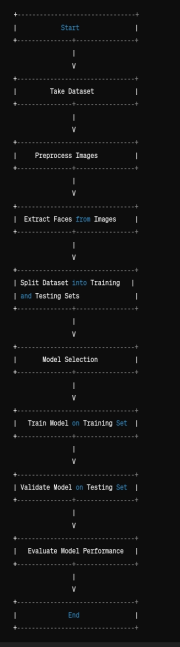 Start
Take Dataset
Preprocess Images
Extract Faces from Images
Split Dataset into Training
and Testing Sets
Model Selection
Train Model on Training Set
Validate Model on Testing Set
Evaluate Model Performance
End